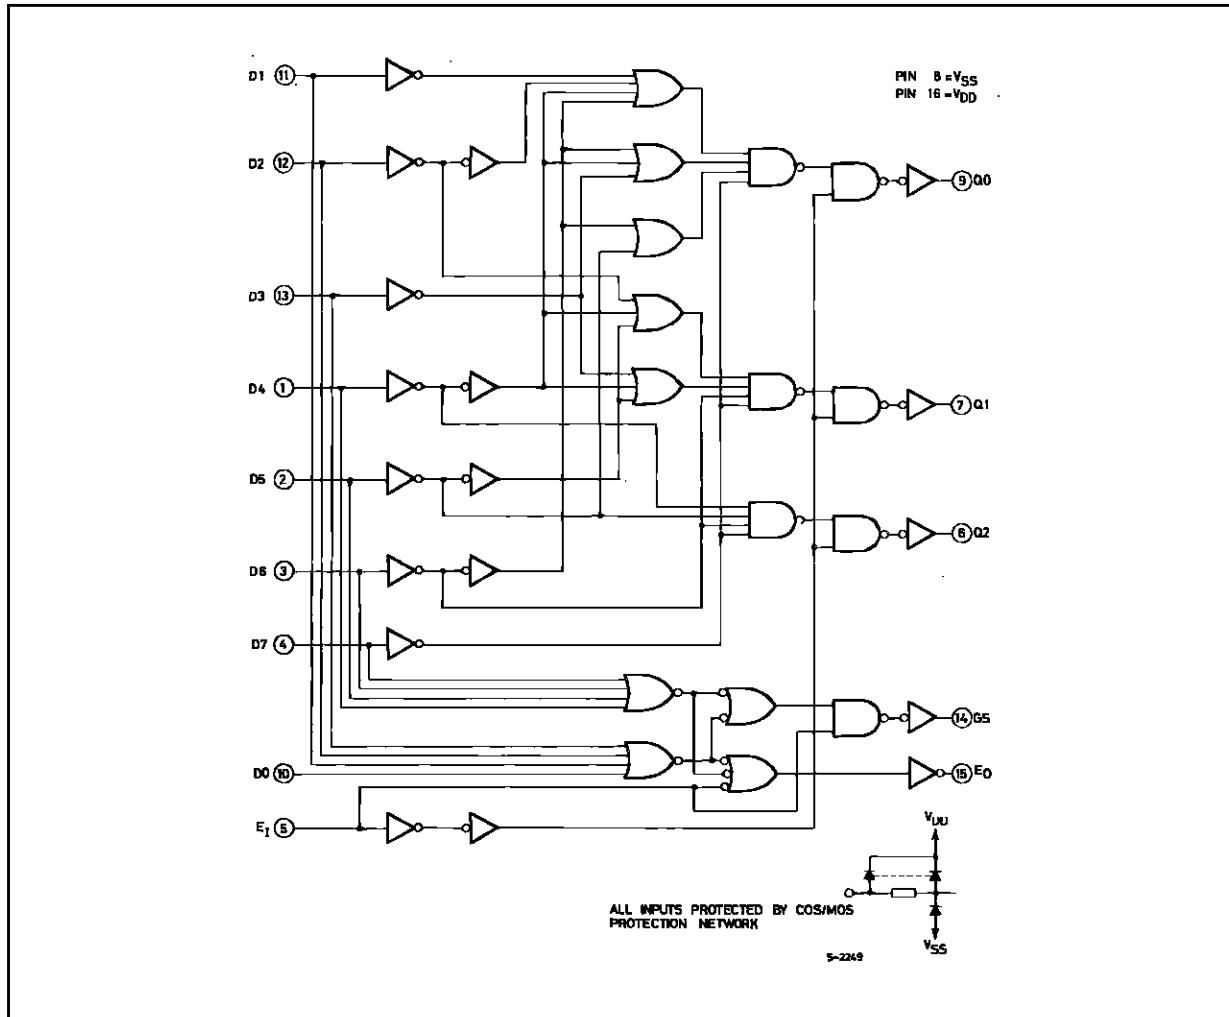 D1 11
PIN 8 = VSS
PIN 16 = VDD
D2 12
9 Q0
D3 13
D4 1
7 Q1
D5 2
6 Q2
D6 3
D7 4
14 GS
D0 10
15 EO
EI 5
VDD
ALL INPUTS PROTECTED BY COS/MOS
PROTECTION NETWORK
VSS
5-2249